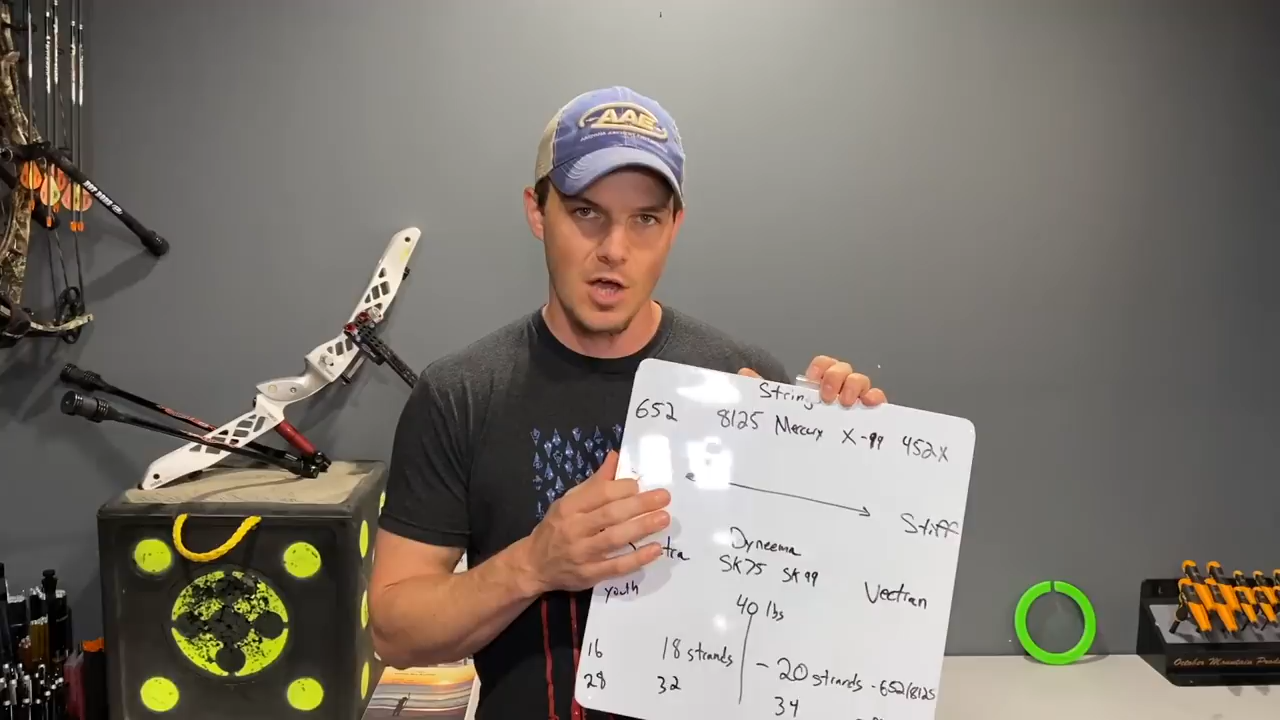 AAE
String
652 8125 Mercury X-99 452X
Stiff
Dyneema
SK75 SK99
Vectran
youth
40 lbs
16 18 strands - 20 strands - 652/8125
28 32 34
October Mountain Products